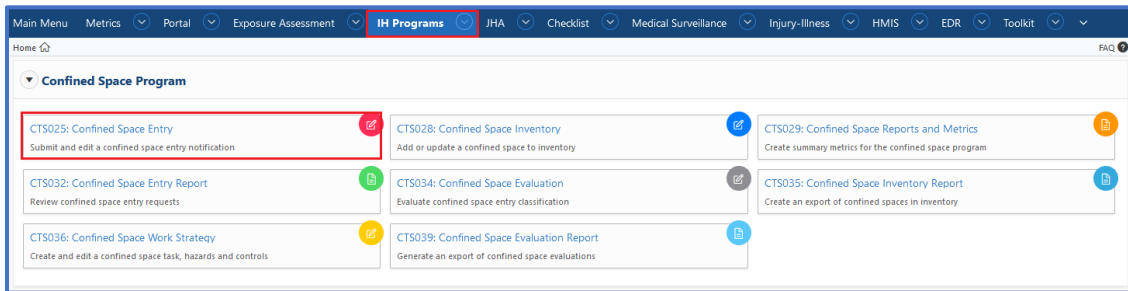 Main Menu Metrics Portal Exposure Assessment IH Programs JHA Checklist Medical Surveillance Injury-Illness HMIS EDR Toolkit
Home FAQ ?
Confined Space Program
CTS025: Confined Space Entry
Submit and edit a confined space entry notification
CTS028: Confined Space Inventory
Add or update a confined space to inventory
CTS029: Confined Space Reports and Metrics
Create summary metrics for the confined space program
CTS032: Confined Space Entry Report
Review confined space entry requests
CTS034: Confined Space Evaluation
Evaluate confined space entry classification
CTS035: Confined Space Inventory Report
Create an export of confined spaces in inventory
CTS036: Confined Space Work Strategy
Create and edit a confined space task, hazards and controls
CTS039: Confined Space Evaluation Report
Generate an export of confined space evaluations